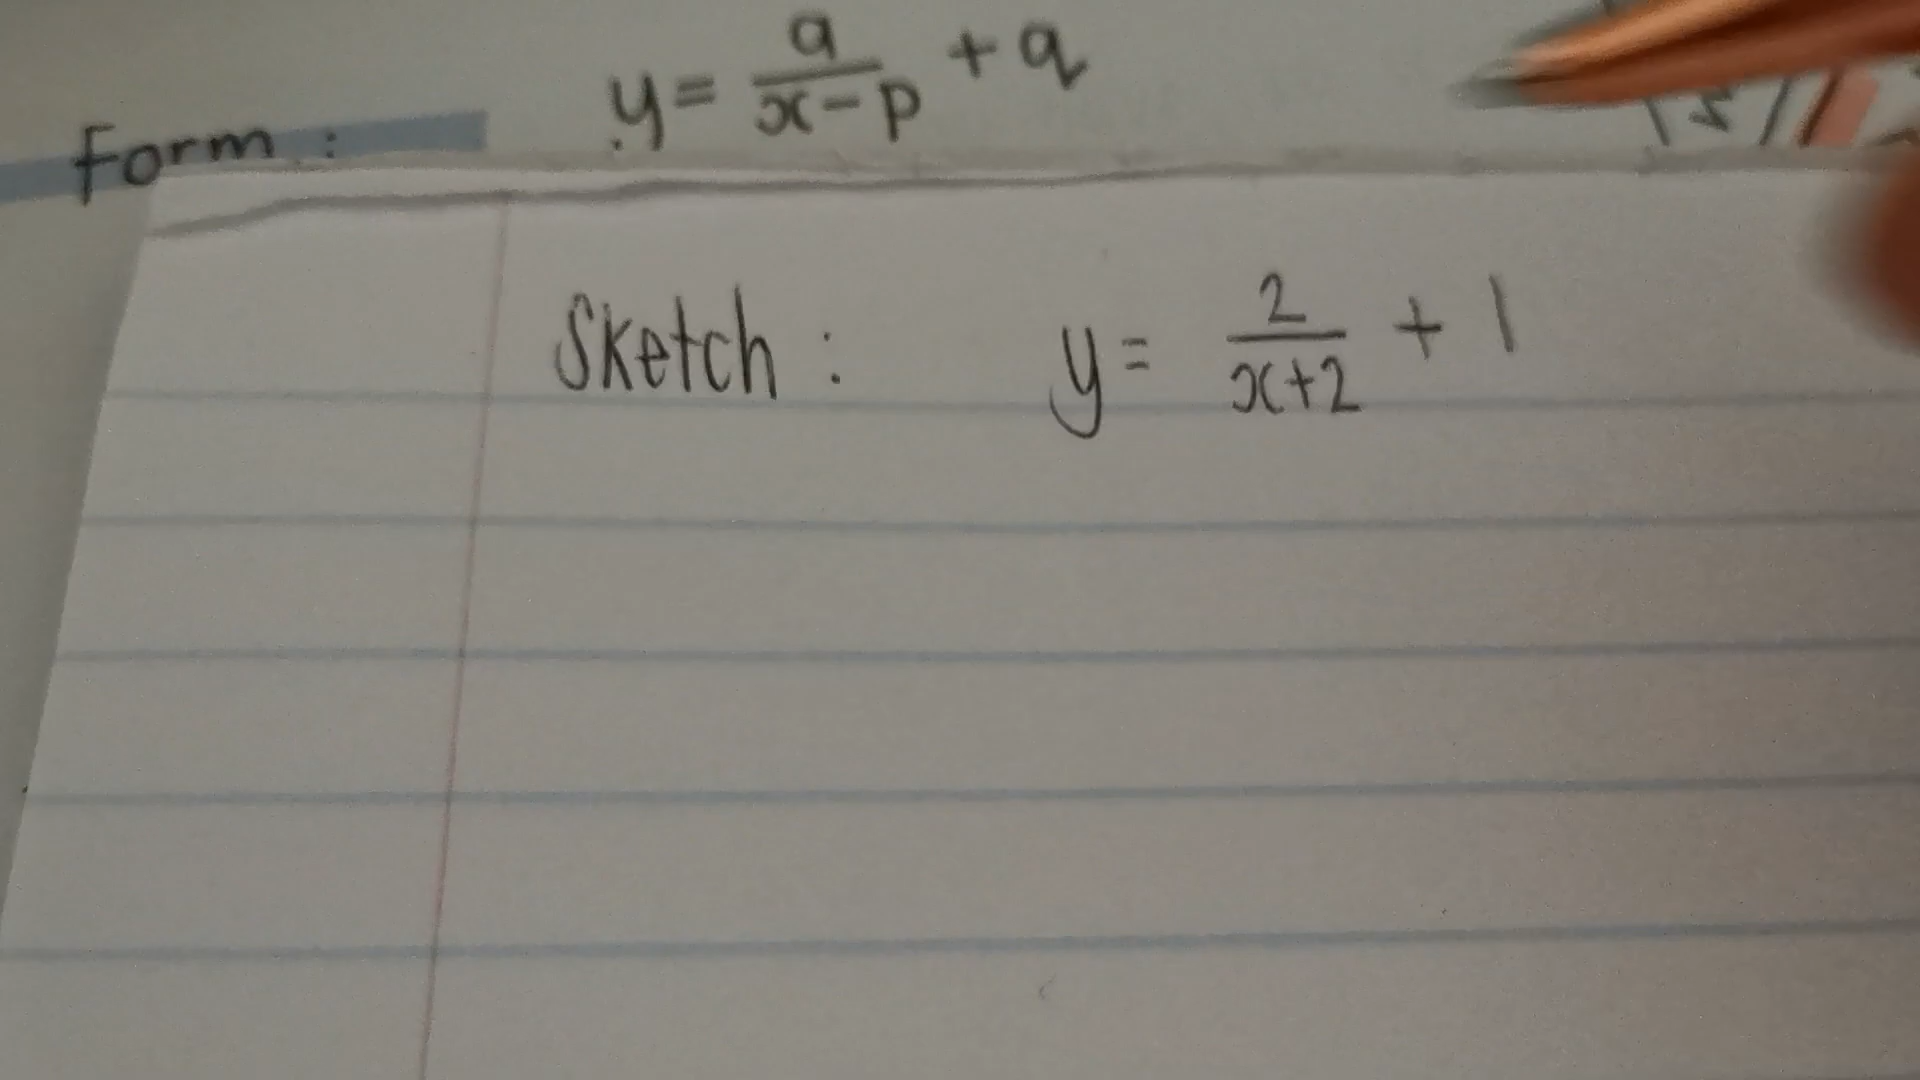 Form : y = a/(x - p) + q
Sketch : y = 2/(x+2) + 1